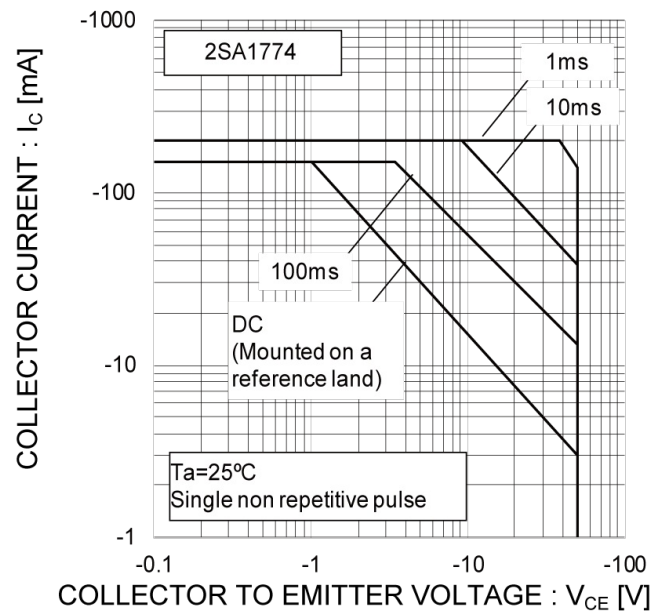 -1000
2SA1774
1ms
10ms
-100
100ms
DC
(Mounted on a
reference land)
-10
Ta=25ºC
Single non repetitive pulse
-1
-0.1
-1
-10
-100
COLLECTOR CURRENT : IC [mA]
COLLECTOR TO EMITTER VOLTAGE : VCE [V]